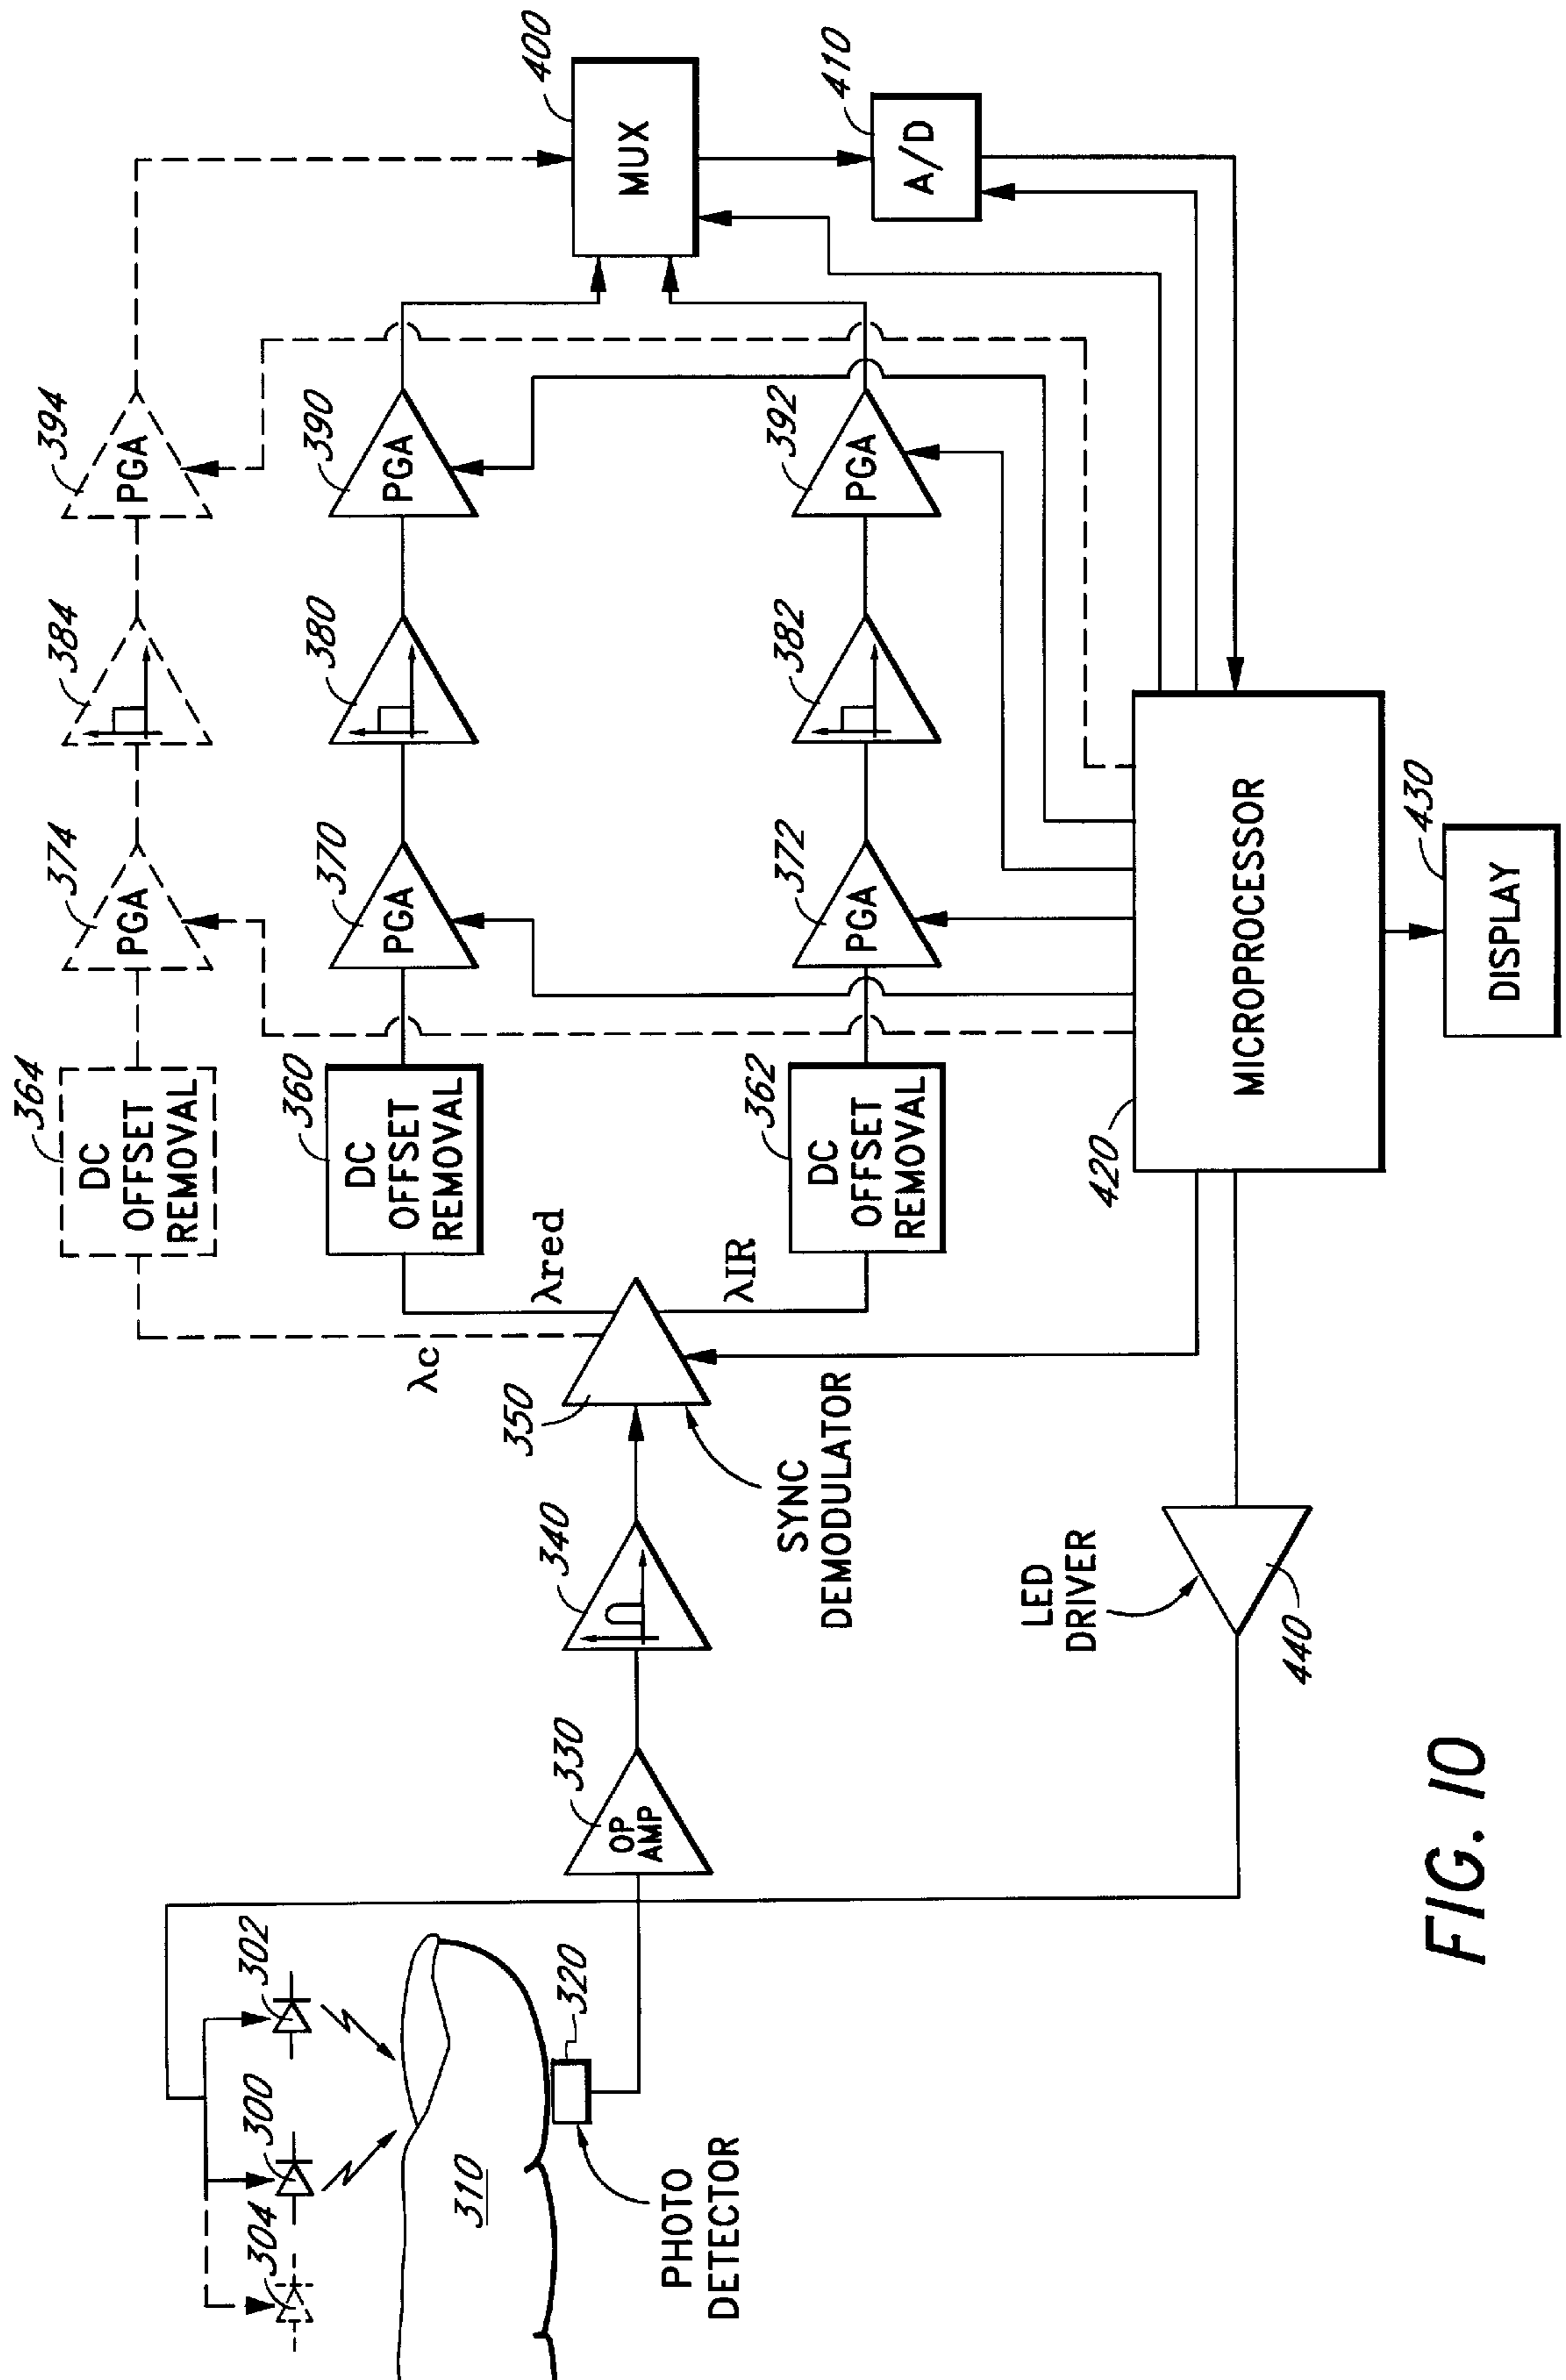 304
300
302
310
320
PHOTO
DETECTOR
330
OP
AMP
340
350
SYNC
DEMODULATOR
λc
λred
λIR
364
DC
OFFSET
REMOVAL
374
PGA
384
394
PGA
360
DC
OFFSET
REMOVAL
370
PGA
380
390
PGA
362
DC
OFFSET
REMOVAL
372
PGA
382
392
PGA
400
MUX
410
A/D
420
MICROPROCESSOR
430
DISPLAY
LED
DRIVER
440
FIG. 10